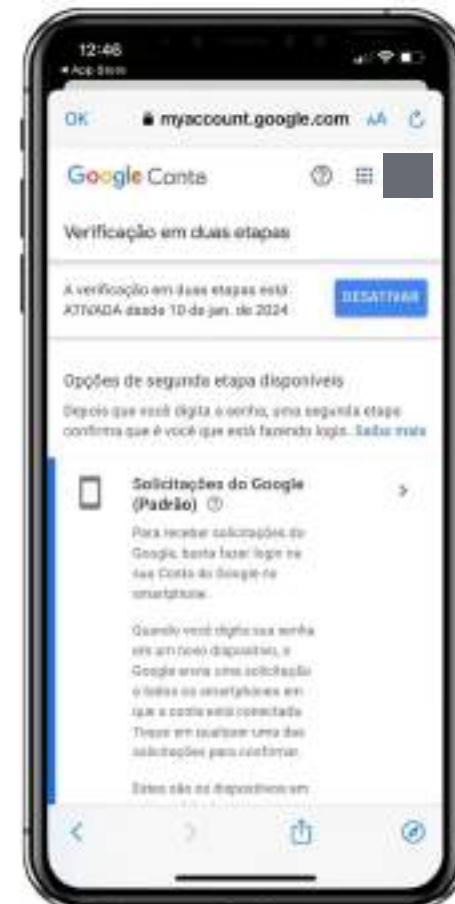 12:46
App Store
OK myaccount.google.com AA
Google Conta
Verificação em duas etapas
A verificação em duas etapas está
ATIVADA desde 10 de jan. de 2024
DESATIVAR
Opções de segunda etapa disponíveis
Depois que você digita a senha, uma segunda etapa
confirma que é você que está fazendo login. Saiba mais
Solicitações do Google
(Padrão)
Para receber solicitações do
Google, basta fazer login na
sua Conta do Google no
smartphone.
Quando você digita sua senha
em um novo dispositivo, o
Google envia uma solicitação
a todos os smartphones em
que a conta está conectada.
Toque em qualquer uma das
solicitações para confirmar.
Estes são os dispositivos em